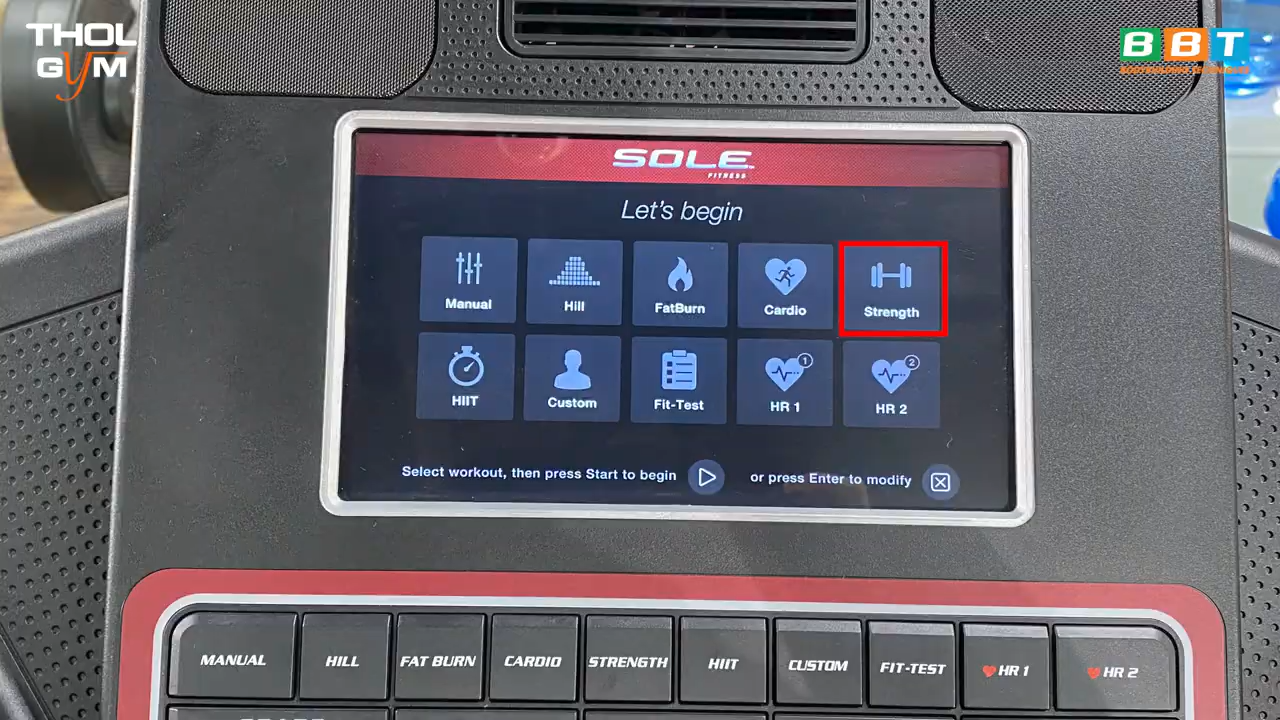 THOL
GYM
BBT
SOLE
FITNESS
Let's begin
Manual
Hill
FatBurn
Cardio
Strength
HIIT
Custom
Fit-Test
1
HR 1
2
HR 2
Select workout, then press Start to begin
or press Enter to modify
MANUAL
HILL
FAT BURN
CARDIO
STRENGTH
HIIT
CUSTOM
FIT-TEST
HR 1
HR 2